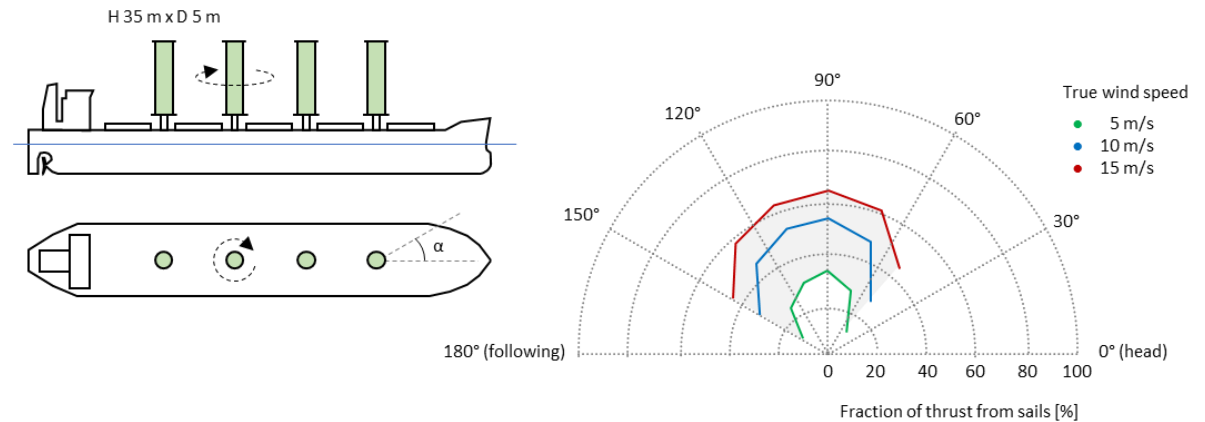 H 35 m x D 5 m
α
90°
120°
60°
150°
30°
180° (following)
0° (head)
0 20 40 60 80 100
Fraction of thrust from sails [%]
True wind speed
5 m/s
10 m/s
15 m/s